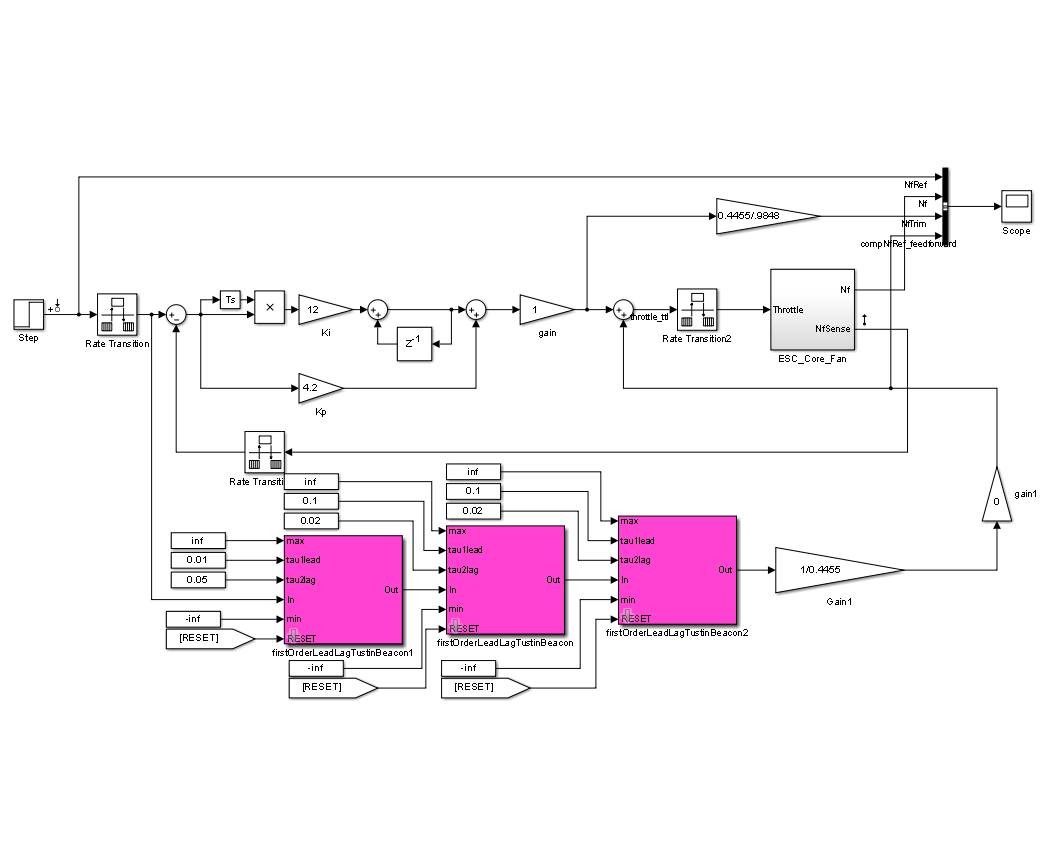 NfRef
Nf
0.4455/.9848
NfTrim
Scope
compNfRef_feedforward
Nf
Step
Rate Transition
+
−
Ts
×
12
Ki
+
+
Z-1
+
+
1
gain
+
+
throttle_ttl
Rate Transition2
Throttle
NfSense
ESC_Core_Fan
4.2
Kp
Rate Transiti
inf
0.1
0.02
inf
0.1
0.02
inf
0.01
0.05
-inf
[RESET]
max
tau1lead
tau2lag
In
min
RESET
Out
firstOrderLeadLagTustinBeacon1
-inf
[RESET]
max
tau1lead
tau2lag
In
min
RESET
Out
firstOrderLeadLagTustinBeacon
-inf
[RESET]
max
tau1lead
tau2lag
In
min
RESET
Out
firstOrderLeadLagTustinBeacon2
1/0.4455
Gain1
0
gain1